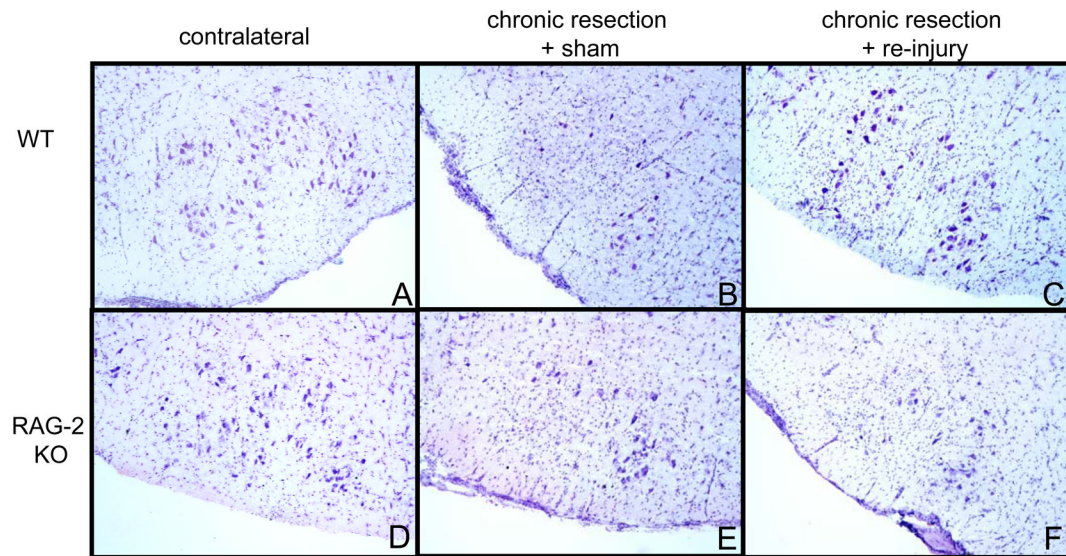 contralateral
chronic resection
+ sham
chronic resection
+ re-injury
WT
A
B
C
RAG-2
KO
D
E
F